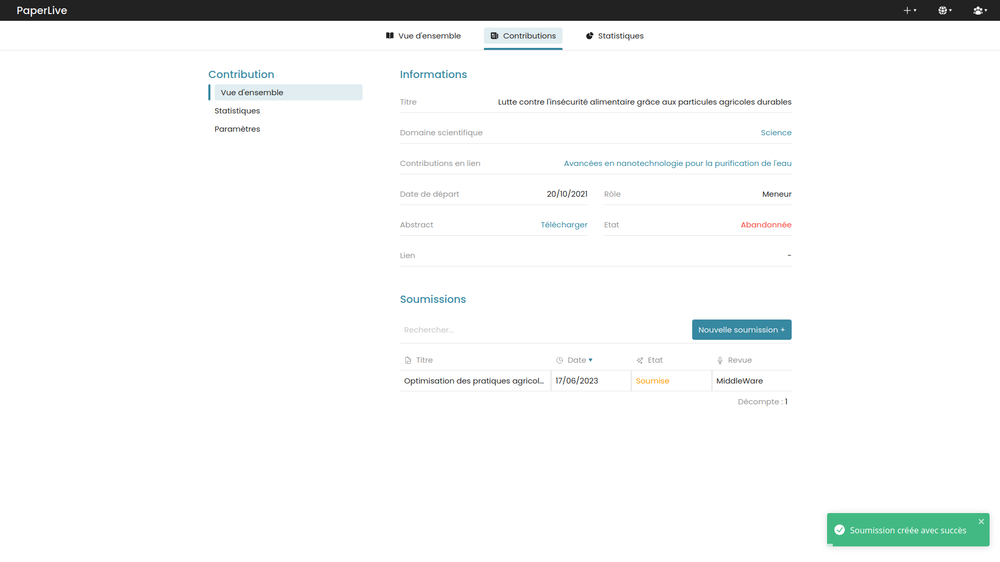 PaperLive
Vue d'ensemble
Contributions
Statistiques
Contribution
Vue d'ensemble
Statistiques
Paramètres
Informations
Titre Lutte contre l'insécurité alimentaire grâce aux particules agricoles durables
Domaine scientifique Science
Contributions en lien Avancées en nanotechnologie pour la purification de l'eau
Date de départ 20/10/2021 Rôle Meneur
Abstract Télécharger Etat Abandonnée
Lien -
Soumissions
Rechercher... Nouvelle soumission +
Titre Date ▼ Etat Revue
Optimisation des pratiques agricol... 17/06/2023 Soumise MiddleWare
Décompte : 1
Soumission créée avec succès